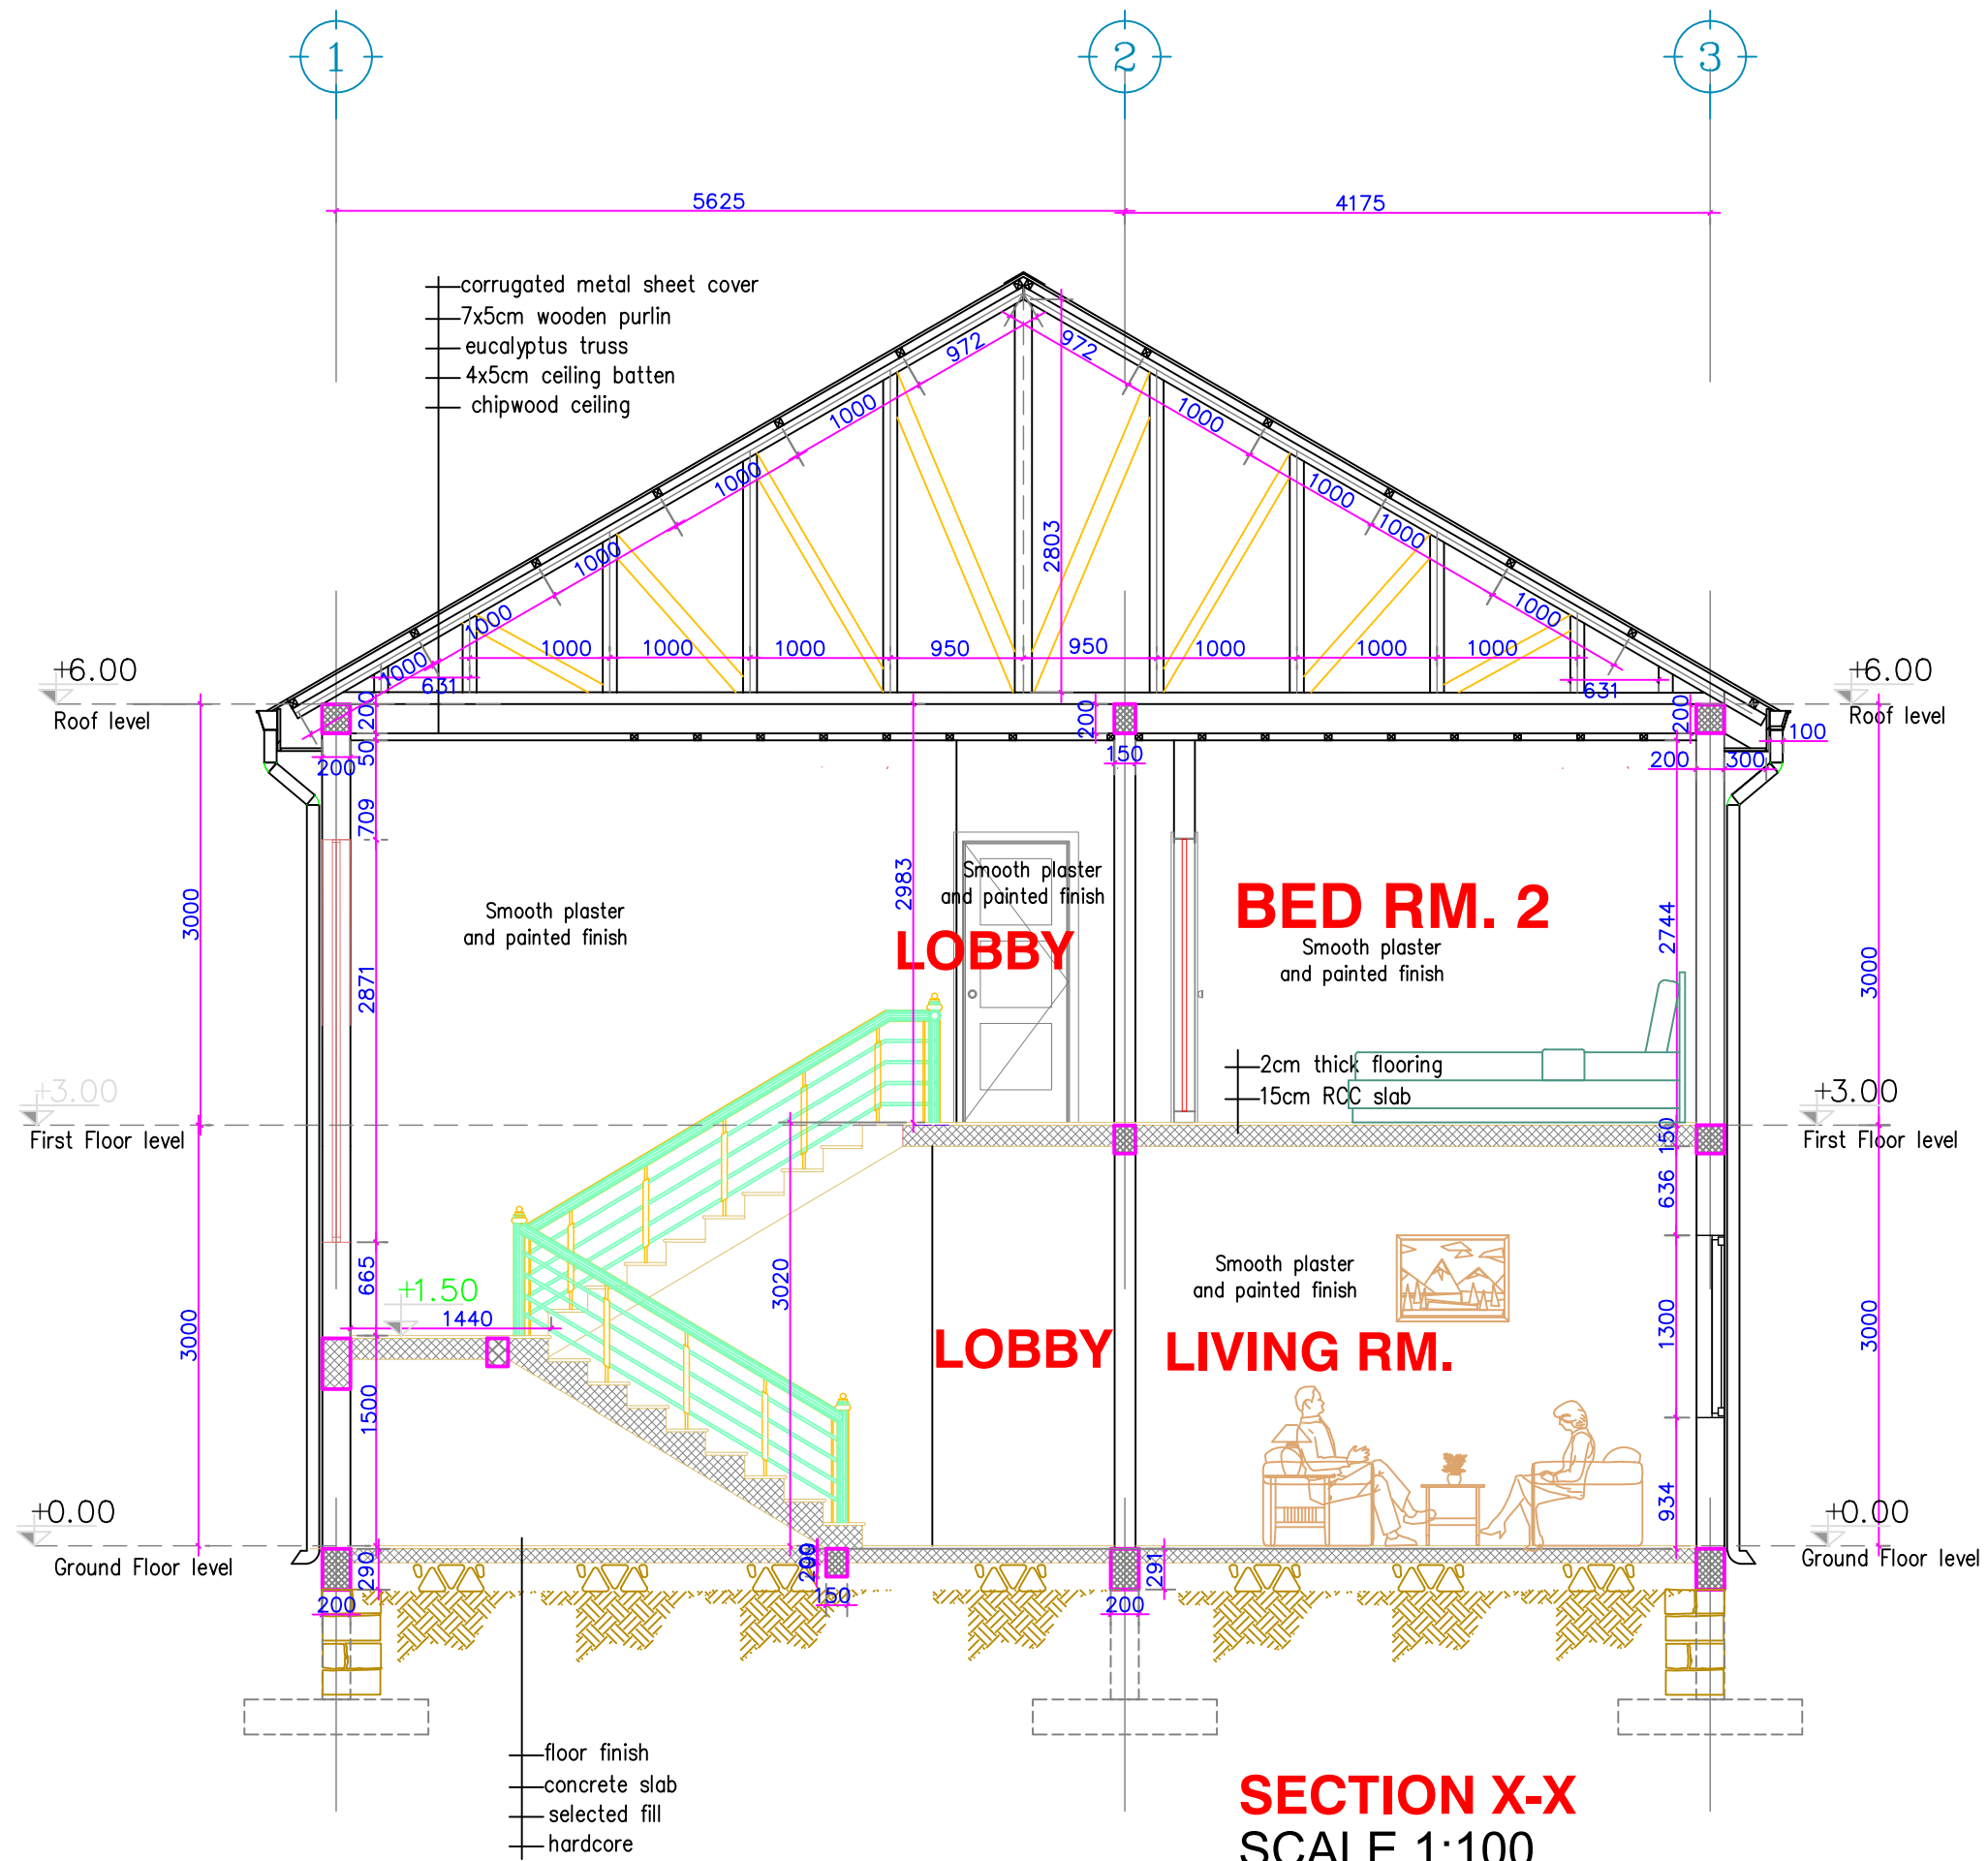 1
2
3
5625
4175
corrugated metal sheet cover
7x5cm wooden purlin
eucalyptus truss
4x5cm ceiling batten
chipwood ceiling
972
972
1000
1000
1000
1000
1000
1000
1000
1000
1000
1000
2803
1000
1000
1000
950
950
1000
1000
1000
631
631
+6.00
Roof level
+6.00
Roof level
200
50
200
200
150
200
200
300
100
709
3000
2871
2983
2744
3000
Smooth plaster
and painted finish
Smooth plaster
and painted finish
LOBBY
BED RM. 2
Smooth plaster
and painted finish
2cm thick flooring
15cm RCC slab
+3.00
First Floor level
+3.00
First Floor level
150
636
665
+1.50
1440
3020
3000
1500
Smooth plaster
and painted finish
LOBBY
LIVING RM.
1300
3000
934
+0.00
Ground Floor level
+0.00
Ground Floor level
290
200
150
291
200
floor finish
concrete slab
selected fill
hardcore
SECTION X-X
SCALE 1:100